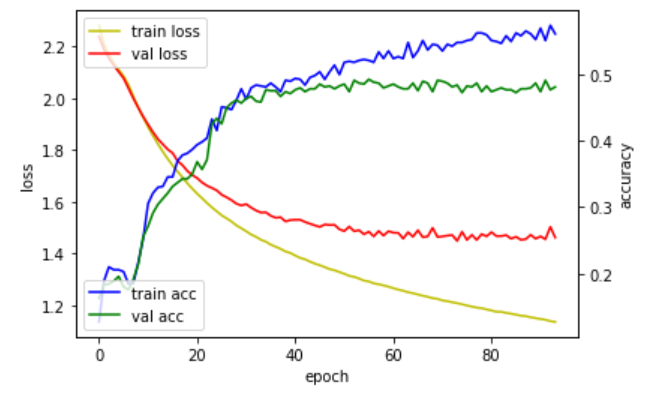 train loss
val loss
2.2
2.0
1.8
1.6
1.4
1.2
loss
0.5
0.4
0.3
0.2
accuracy
train acc
val acc
0 20 40 60 80
epoch